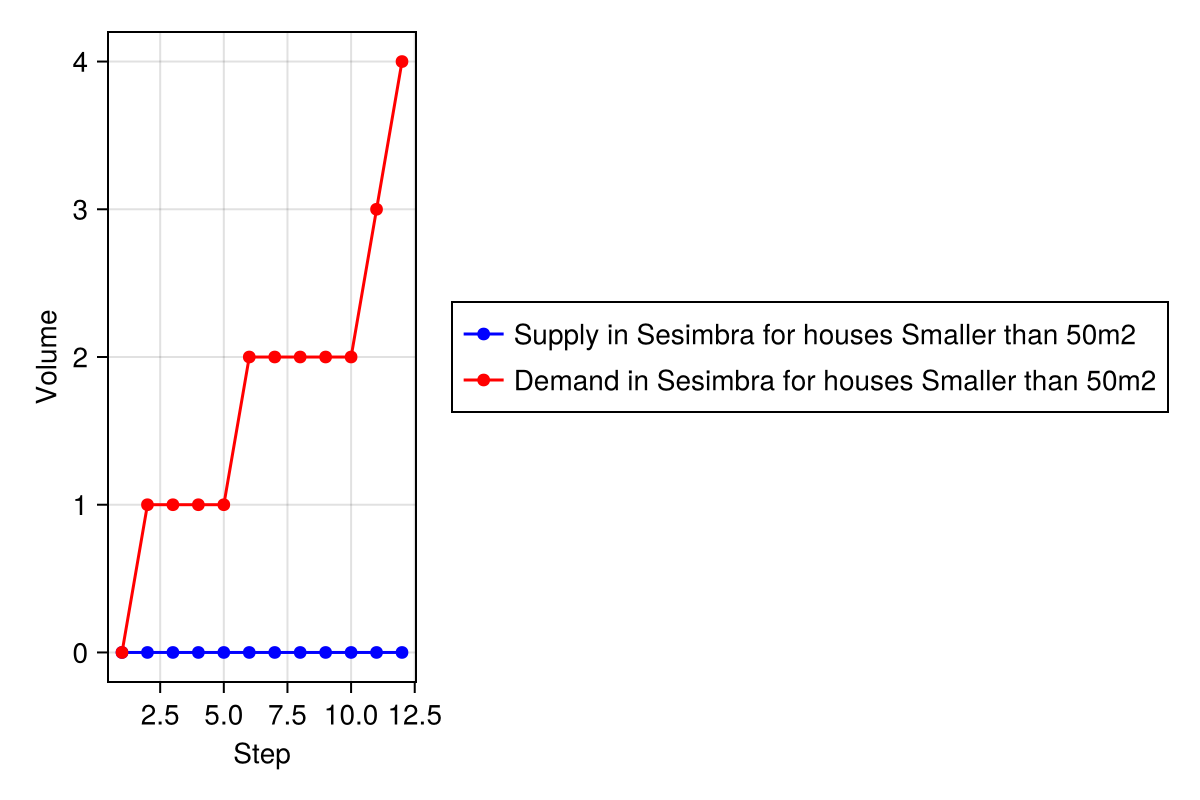 4
3
2
1
0
Volume
2.5 5.0 7.5 10.0 12.5
Step
Supply in Sesimbra for houses Smaller than 50m2
Demand in Sesimbra for houses Smaller than 50m2